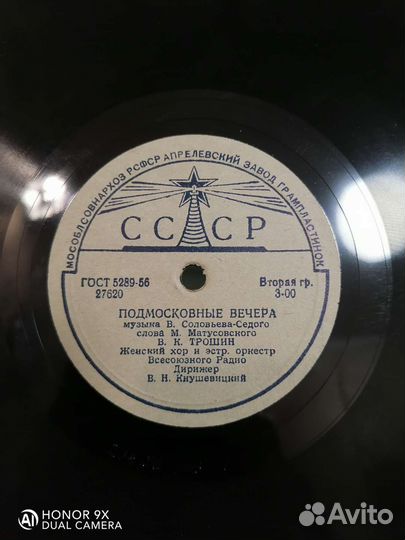 МОСОБЛСОВНАРХОЗ РСФСР АПРЕЛЕВСКИЙ ЗАВОД ГРАМПЛАСТИНОК
СССР
ГОСТ 5289-56
27620
Вторая гр.
3-00
ПОДМОСКОВНЫЕ ВЕЧЕРА
музыка В. Соловьева-Седого
слова М. Матусовского
В. К. ТРОШИН
Женский хор и эстр. оркестр
Всесоюзного Радио
Дирижер
В. Н. Кнушевицкий
HONOR 9X
DUAL CAMERA
Avito